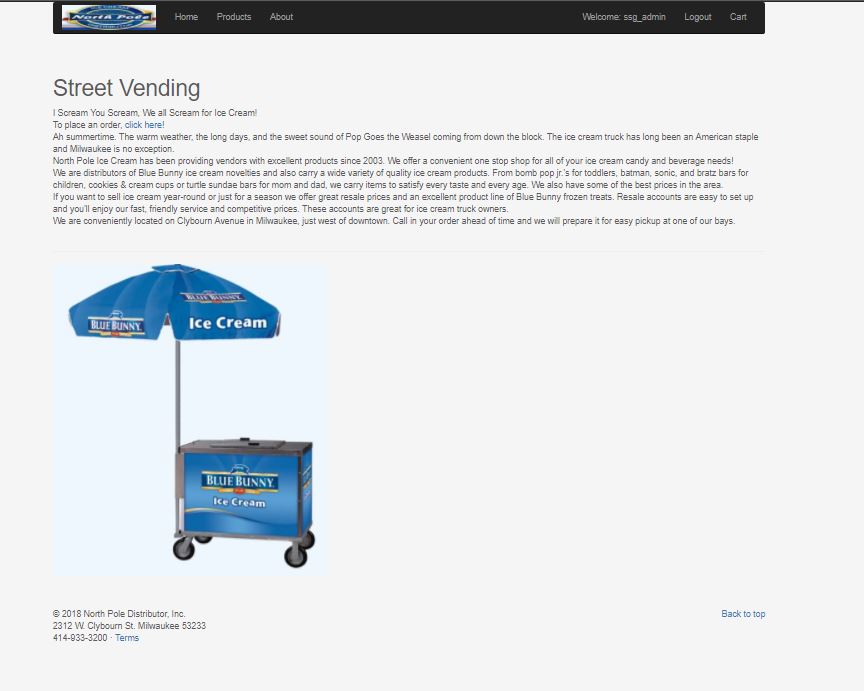 North Pole
Home
Products
About
Welcome: ssg_admin
Logout
Cart
Street Vending
I Scream You Scream, We all Scream for Ice Cream!
To place an order, click here!
Ah summertime. The warm weather, the long days, and the sweet sound of Pop Goes the Weasel coming from down the block. The ice cream truck has long been an American staple
and Milwaukee is no exception.
North Pole Ice Cream has been providing vendors with excellent products since 2003. We offer a convenient one stop shop for all of your ice cream candy and beverage needs!
We are distributors of Blue Bunny ice cream novelties and also carry a wide variety of quality ice cream products. From bomb pop jr.'s for toddlers, batman, sonic, and bratz bars for
children, cookies & cream cups or turtle sundae bars for mom and dad, we carry items to satisfy every taste and every age. We also have some of the best prices in the area.
If you want to sell ice cream year-round or just for a season we offer great resale prices and an excellent product line of Blue Bunny frozen treats. Resale accounts are easy to set up
and you'll enjoy our fast, friendly service and competitive prices. These accounts are great for ice cream truck owners.
We are conveniently located on Clybourn Avenue in Milwaukee, just west of downtown. Call in your order ahead of time and we will prepare it for easy pickup at one of our bays.
BLUE BUNNY
BLUE BUNNY
Ice Cream
BLUE BUNNY
Ice Cream
© 2018 North Pole Distributor, Inc.
Back to top
2312 W. Clybourn St. Milwaukee 53233
414-933-3200 · Terms